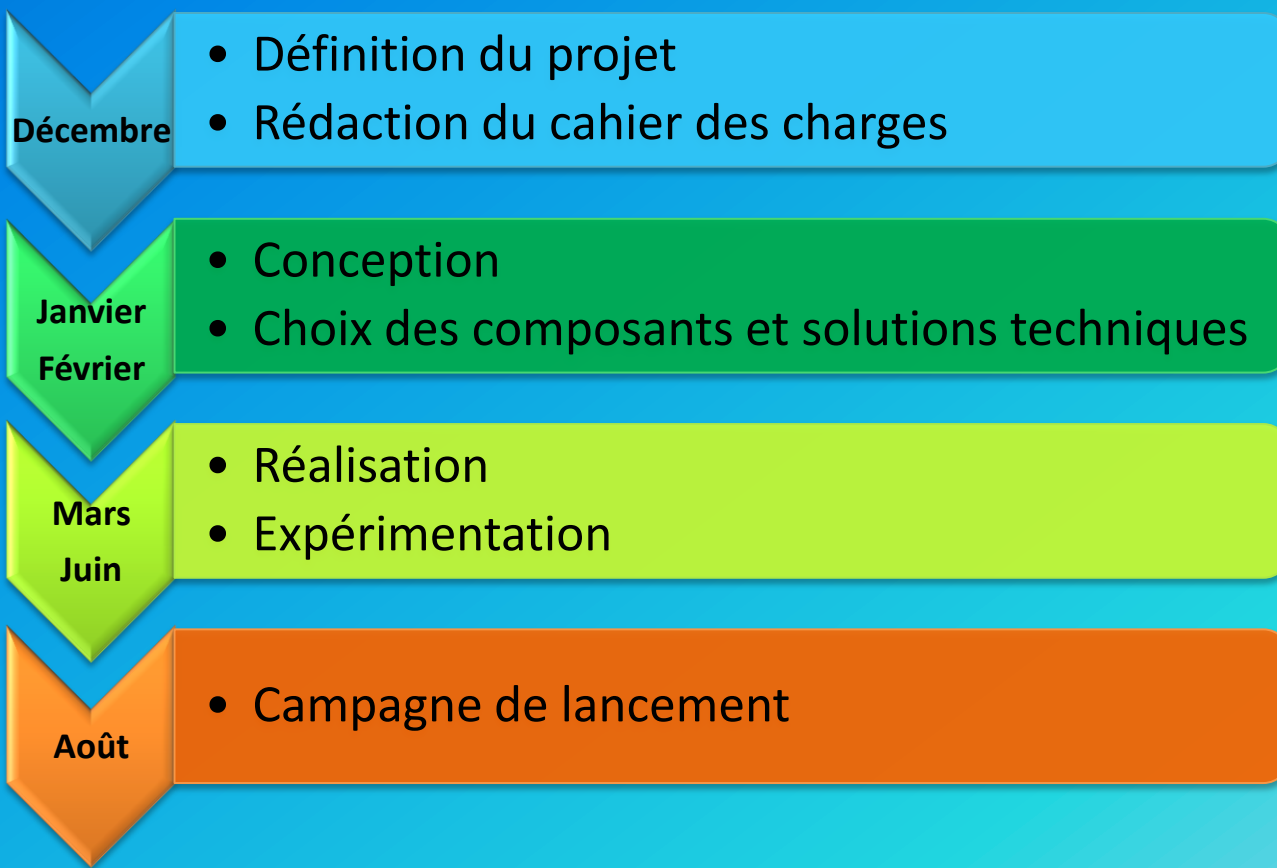 Décembre
• Définition du projet
• Rédaction du cahier des charges
Janvier
Février
• Conception
• Choix des composants et solutions techniques
Mars
Juin
• Réalisation
• Expérimentation
Août
• Campagne de lancement